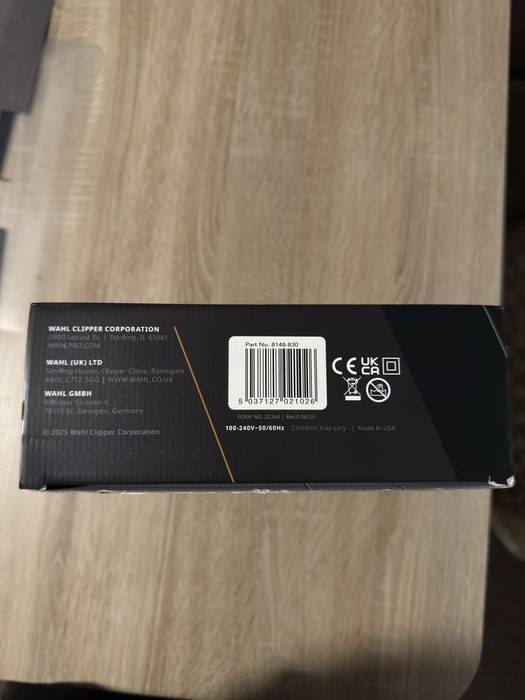 WAHL CLIPPER CORPORATION
2900 Locust St. | Sterling, IL 61081
WAHLPRO.COM
WAHL (UK) LTD
Sterling House, Clipper Close, Ramsgate
Kent, CT12 5GG | WWW.WAHL.CO.UK
WAHL GMBH
Villinger Strasse 4,
78112 St. Georgen, Germany
© 2025 Wahl Clipper Corporation
Part No. 8148-830
5 037127 021026
FORM NO. ZC244 | Rev.0 06/25
100-240V~50/60Hz Contents may vary | Made in USA
CE UK
CA